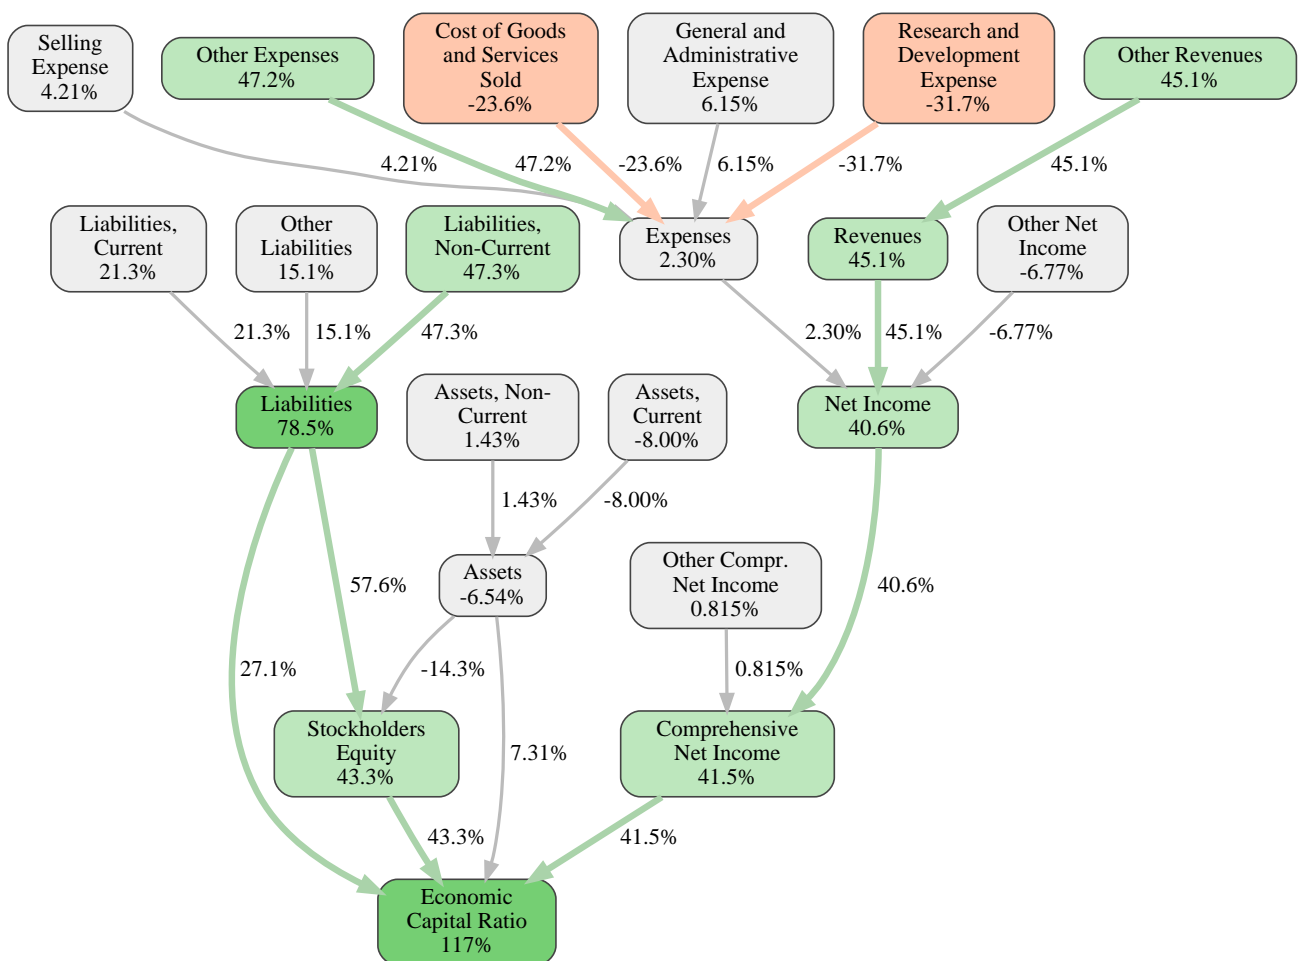 Selling
Expense
4.21%
Other Expenses
47.2%
Cost of Goods
and Services
Sold
-23.6%
General and
Administrative
Expense
6.15%
Research and
Development
Expense
-31.7%
Other Revenues
45.1%
4.21%
47.2%
-23.6%
6.15%
-31.7%
45.1%
Liabilities,
Current
21.3%
Other
Liabilities
15.1%
Liabilities,
Non-Current
47.3%
Expenses
2.30%
Revenues
45.1%
Other Net
Income
-6.77%
21.3%
15.1%
47.3%
2.30%
45.1%
-6.77%
Liabilities
78.5%
Assets, Non-
Current
1.43%
Assets,
Current
-8.00%
Net Income
40.6%
1.43%
-8.00%
Assets
-6.54%
Other Compr.
Net Income
0.815%
57.6%
40.6%
27.1%
-14.3%
0.815%
Stockholders
Equity
43.3%
7.31%
Comprehensive
Net Income
41.5%
43.3%
41.5%
Economic
Capital Ratio
117%